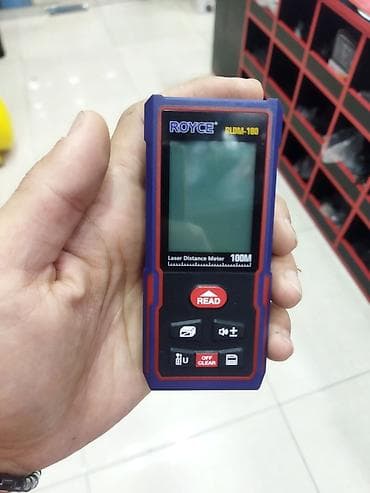 ROYCE RLDM-100
Laser Distance Meter 100M
READ
U OFF
CLEAR